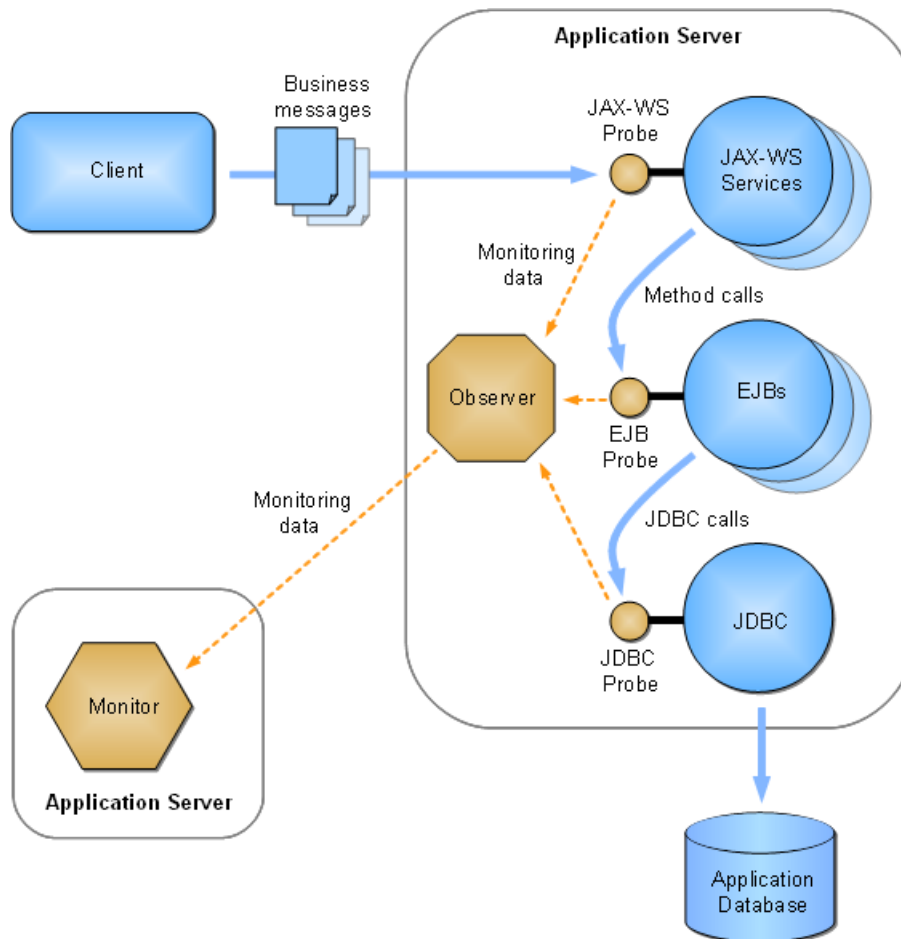 Application Server
Business
messages
JAX-WS
Probe
Client
JAX-WS
Services
Monitoring
data
Method calls
Observer
EJBs
EJB
Probe
Monitoring
data
JDBC calls
JDBC
JDBC
Probe
Monitor
Application Server
Application
Database